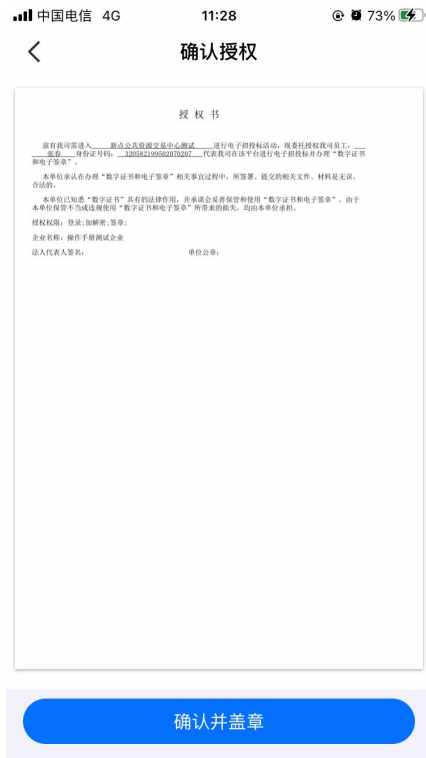 中国电信 4G 11:28 73%
确认授权
授 权 书
兹有我司需进入 新点公共资源交易中心测试 进行电子招投标活动，现委托授权我司员工：
张春 身份证号码： 320582199502070207 代表我司在该平台进行电子招投标并办理“数字证书
和电子签章”。
本单位承认在办理“数字证书和电子签章”相关事宜过程中，所签署、提交的相关文件、材料是无误、
合法的。
本单位已知悉“数字证书”具有的法律作用，并承诺会妥善保管和使用“数字证书和电子签章”。由于
本单位保管不当或违规使用“数字证书和电子签章”所带来的损失，均由本单位承担。
授权权限：登录;加解密;签章;
企业名称：操作手册测试企业
法人代表人签名： 单位公章：
确认并盖章